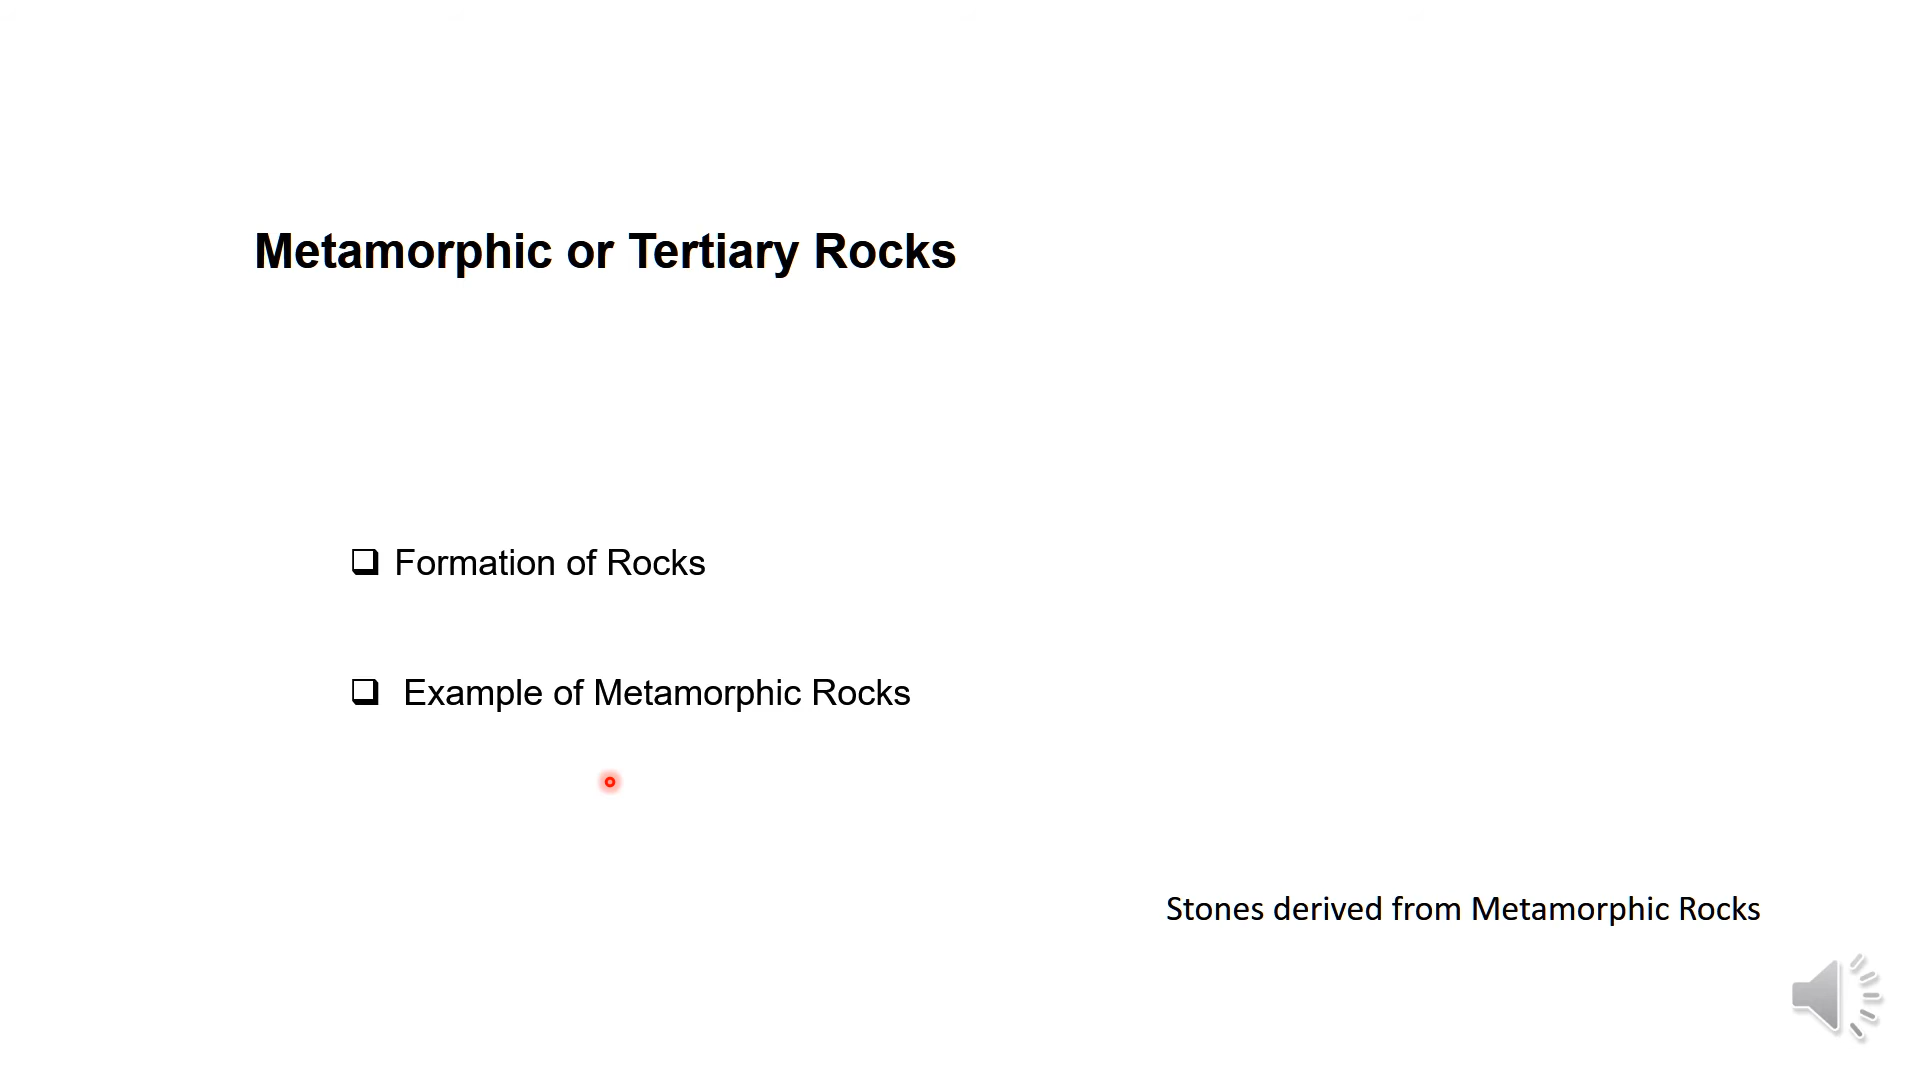 Metamorphic or Tertiary Rocks
Formation of Rocks
Example of Metamorphic Rocks
Stones derived from Metamorphic Rocks